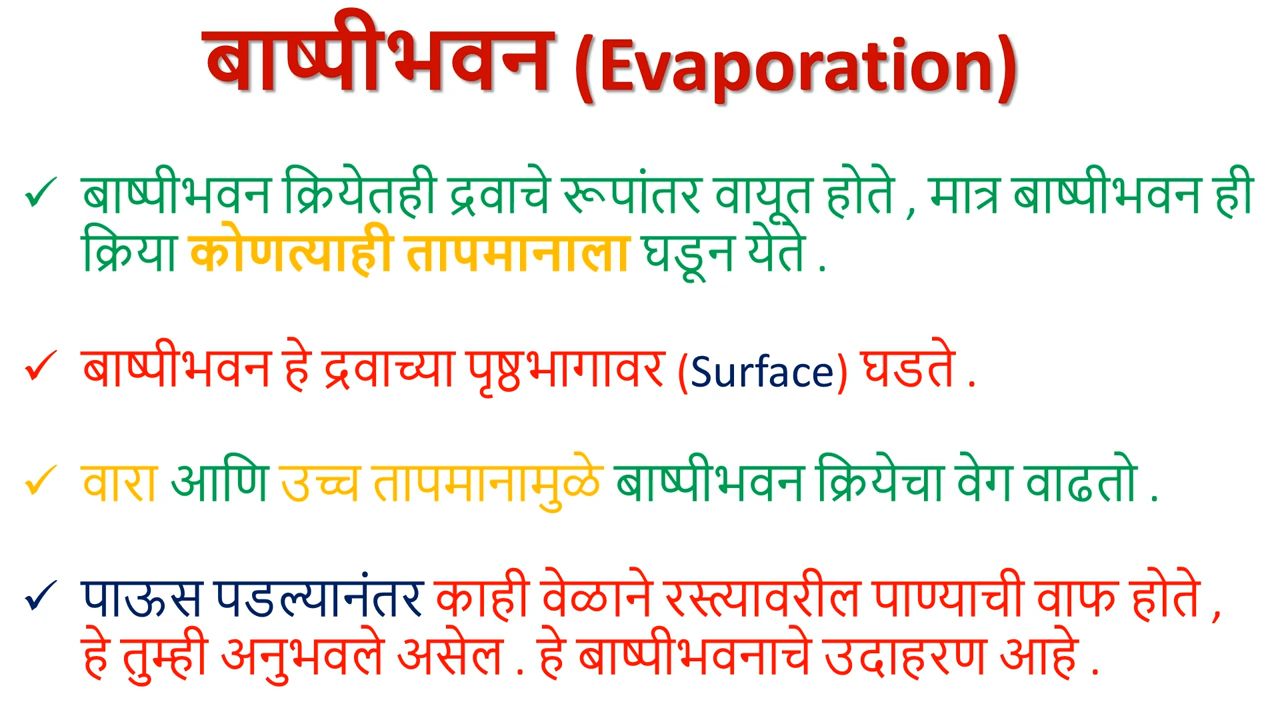 बाष्पीभवन (Evaporation)
✓ बाष्पीभवन क्रियेतही द्रवाचे रूपांतर वायूत होते , मात्र बाष्पीभवन ही
क्रिया कोणत्याही तापमानाला घडून येते .
✓ बाष्पीभवन हे द्रवाच्या पृष्ठभागावर (Surface) घडते .
✓ वारा आणि उच्च तापमानामुळे बाष्पीभवन क्रियेचा वेग वाढतो .
✓ पाऊस पडल्यानंतर काही वेळाने रस्त्यावरील पाण्याची वाफ होते ,
हे तुम्ही अनुभवले असेल . हे बाष्पीभवनाचे उदाहरण आहे .